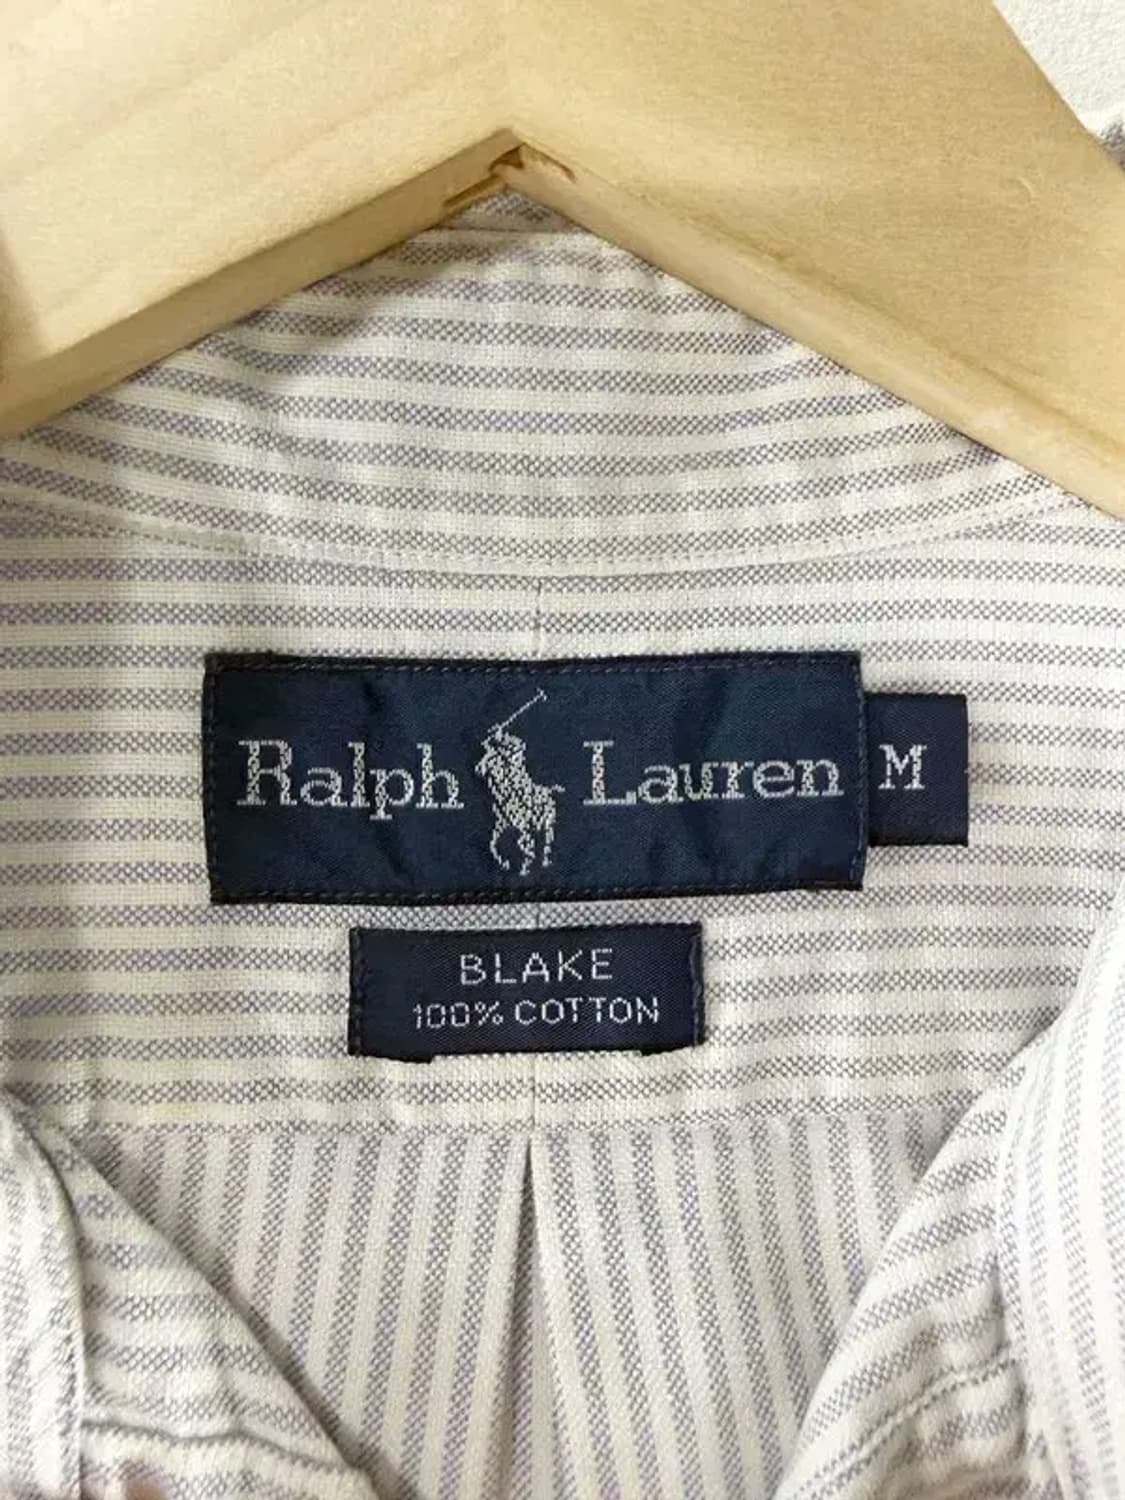 Ralph Lauren M
BLAKE
100% COTTON